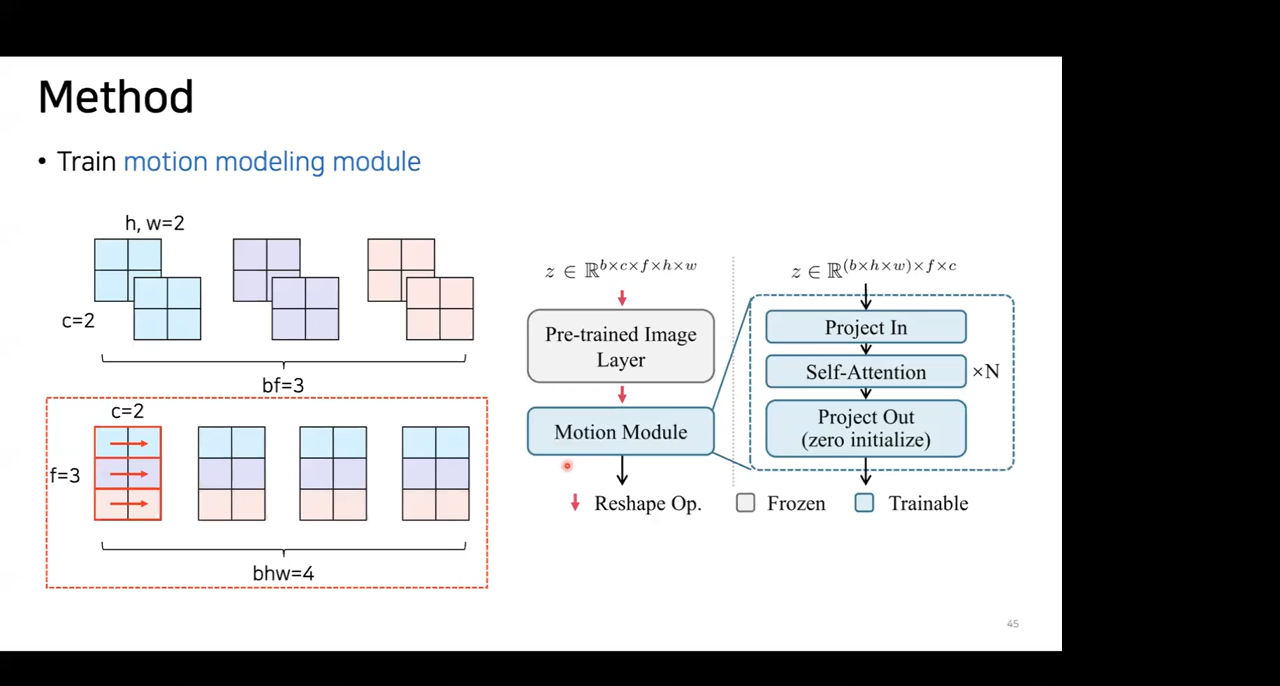 Method
• Train motion modeling module
h, w=2
c=2
bf=3
c=2
f=3
bhw=4
z ∈ ℝ^{b×c×f×h×w}
Pre-trained Image
Layer
Motion Module
z ∈ ℝ^{(b×h×w)×f×c}
Project In
Self-Attention
×N
Project Out
(zero initialize)
Reshape Op.
Frozen
Trainable
45